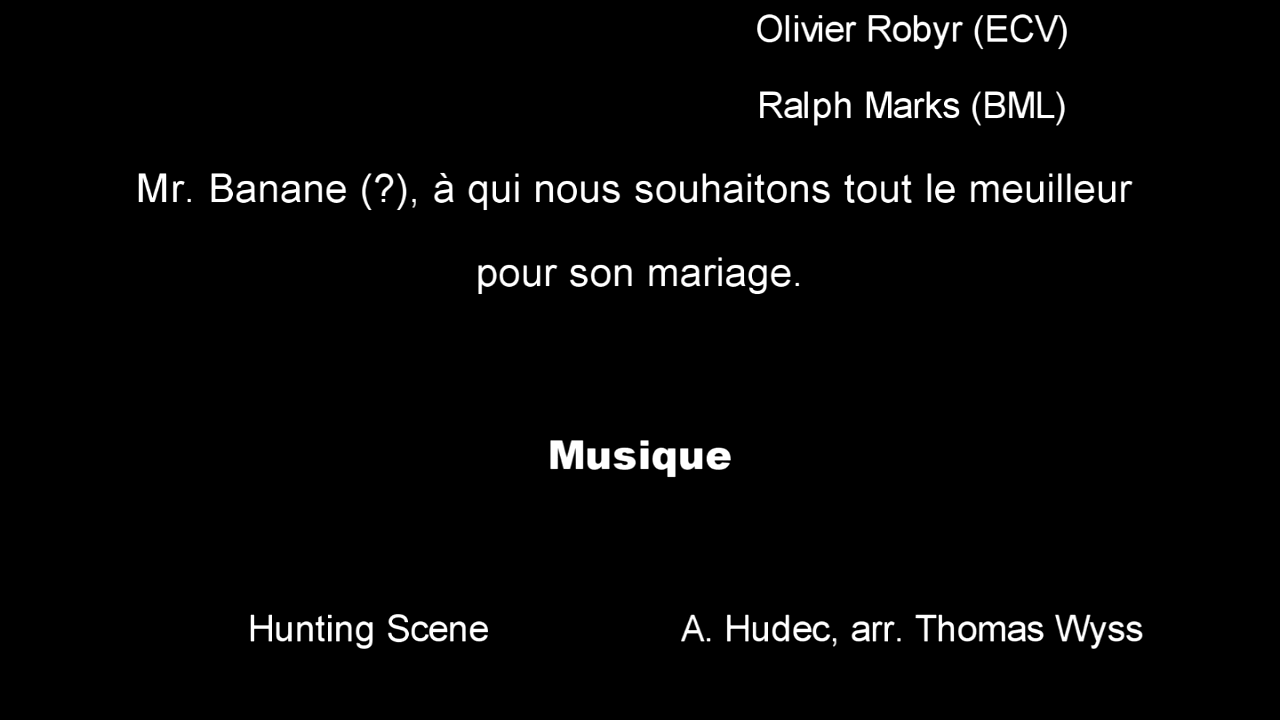 Olivier Robyr (ECV)
Ralph Marks (BML)
Mr. Banane (?), à qui nous souhaitons tout le meuilleur
pour son mariage.
Musique
Hunting Scene A. Hudec, arr. Thomas Wyss